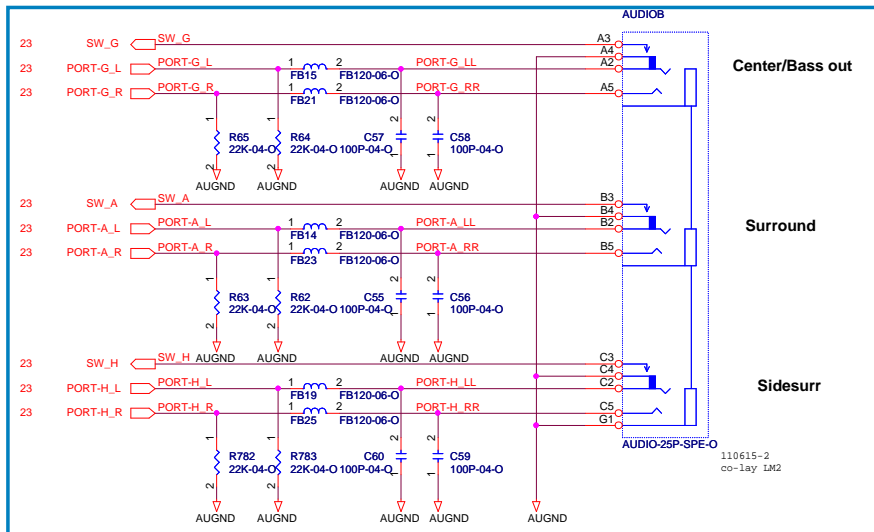 AUDIOB
23 SW_G SW_G A3
A4
23 PORT-G_L PORT-G_L 1 2 PORT-G_LL A2 Center/Bass out
FB15 FB120-06-O
23 PORT-G_R PORT-G_R 1 2 PORT-G_RR A5
FB21 FB120-06-O
1 1 2 2
R65 R64 C57 C58
22K-04-O 22K-04-O 100P-04-O 100P-04-O
2 2 1 1
AUGND AUGND AUGND AUGND
23 SW_A SW_A B3
B4
23 PORT-A_L PORT-A_L 1 2 PORT-A_LL B2 Surround
FB14 FB120-06-O
23 PORT-A_R PORT-A_R 1 2 PORT-A_RR B5
FB23 FB120-06-O
1 1 2 2
R63 R62 C55 C56
22K-04-O 22K-04-O 100P-04-O 100P-04-O
2 2 1 1
AUGND AUGND AUGND AUGND
23 SW_H SW_H C3
C4
23 PORT-H_L PORT-H_L 1 2 PORT-H_LL C2 Sidesurr
FB19 FB120-06-O
23 PORT-H_R PORT-H_R 1 2 PORT-H_RR C5
FB25 FB120-06-O G1
AUDIO-25P-SPE-O
1 1 2 2
R782 R783 C60 C59 110615-2
22K-04-O 22K-04-O 100P-04-O 100P-04-O co-lay LM2
2 2 1 1
AUGND AUGND AUGND AUGND AUGND